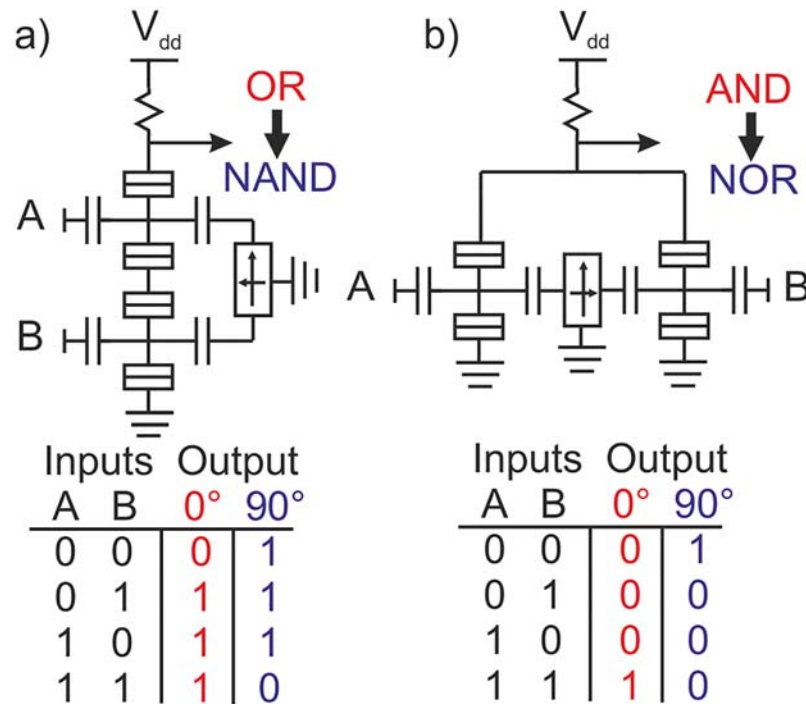 a)
V_dd
OR
NAND
A
B
Inputs Output
A B 0° 90°
0 0 0 1
0 1 1 1
1 0 1 1
1 1 1 0
b)
V_dd
AND
NOR
A
B
Inputs Output
A B 0° 90°
0 0 0 1
0 1 0 0
1 0 0 0
1 1 1 0